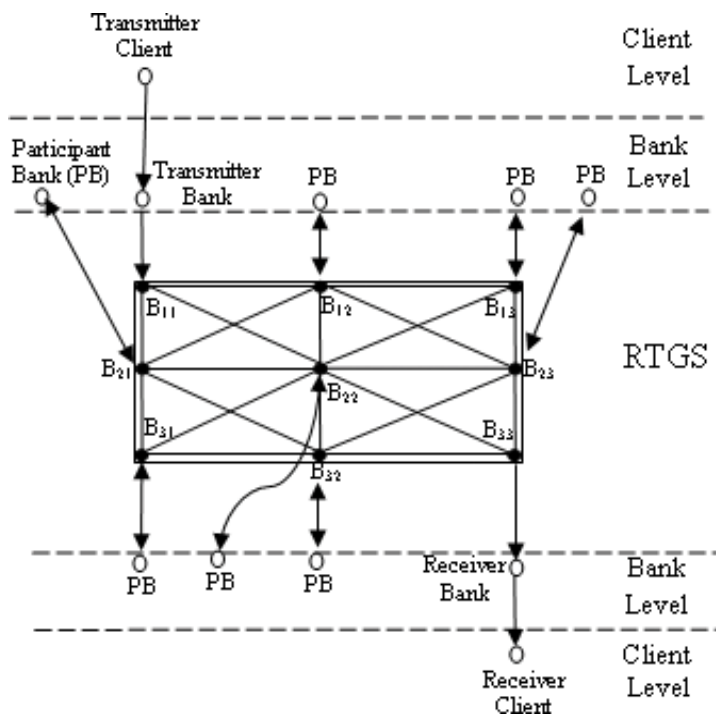 Transmitter
Client
Client
Level
Participant
Bank (PB)
Transmitter
Bank
PB
PB
PB
Bank
Level
B11
B12
B13
B21
B22
B23
RTGS
B31
B32
B33
PB
PB
PB
Receiver
Bank
Bank
Level
Receiver
Client
Client
Level